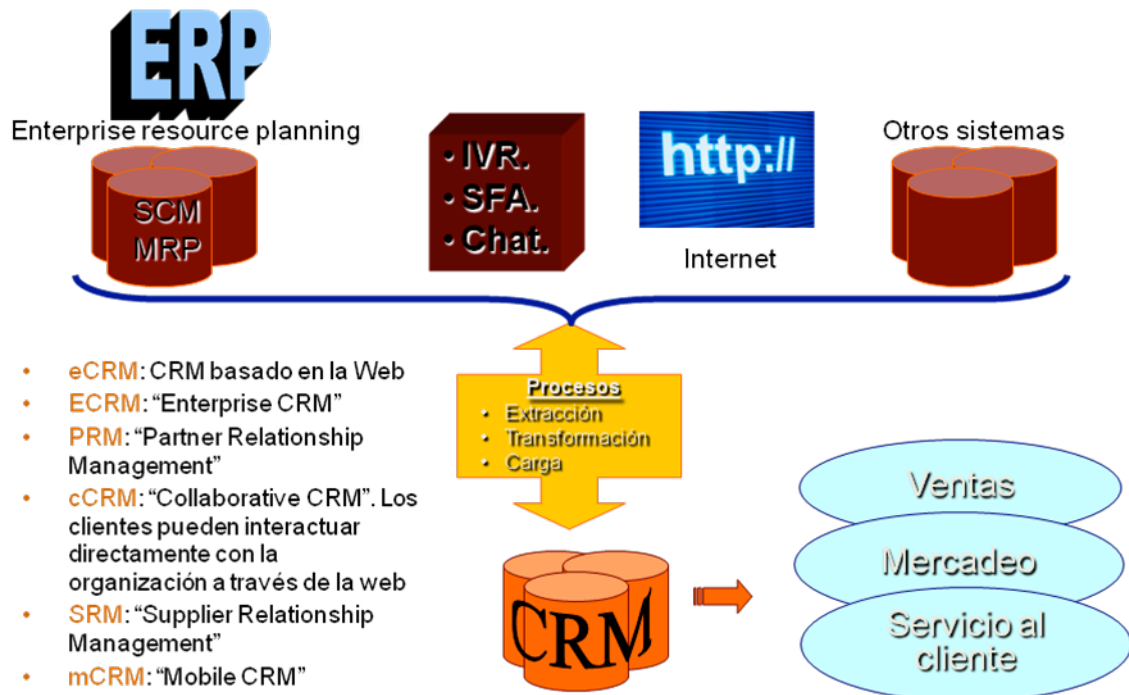 ERP
Enterprise resource planning
SCM
MRP
• IVR.
• SFA.
• Chat.
http://
Internet
Otros sistemas
• eCRM: CRM basado en la Web
• ECRM: “Enterprise CRM”
• PRM: “Partner Relationship
Management”
• cCRM: “Collaborative CRM”. Los
clientes pueden interactuar
directamente con la
organización a través de la web
• SRM: “Supplier Relationship
Management”
• mCRM: “Mobile CRM”
Procesos
• Extracción
• Transformación
• Carga
CRM
Ventas
Mercadeo
Servicio al
cliente